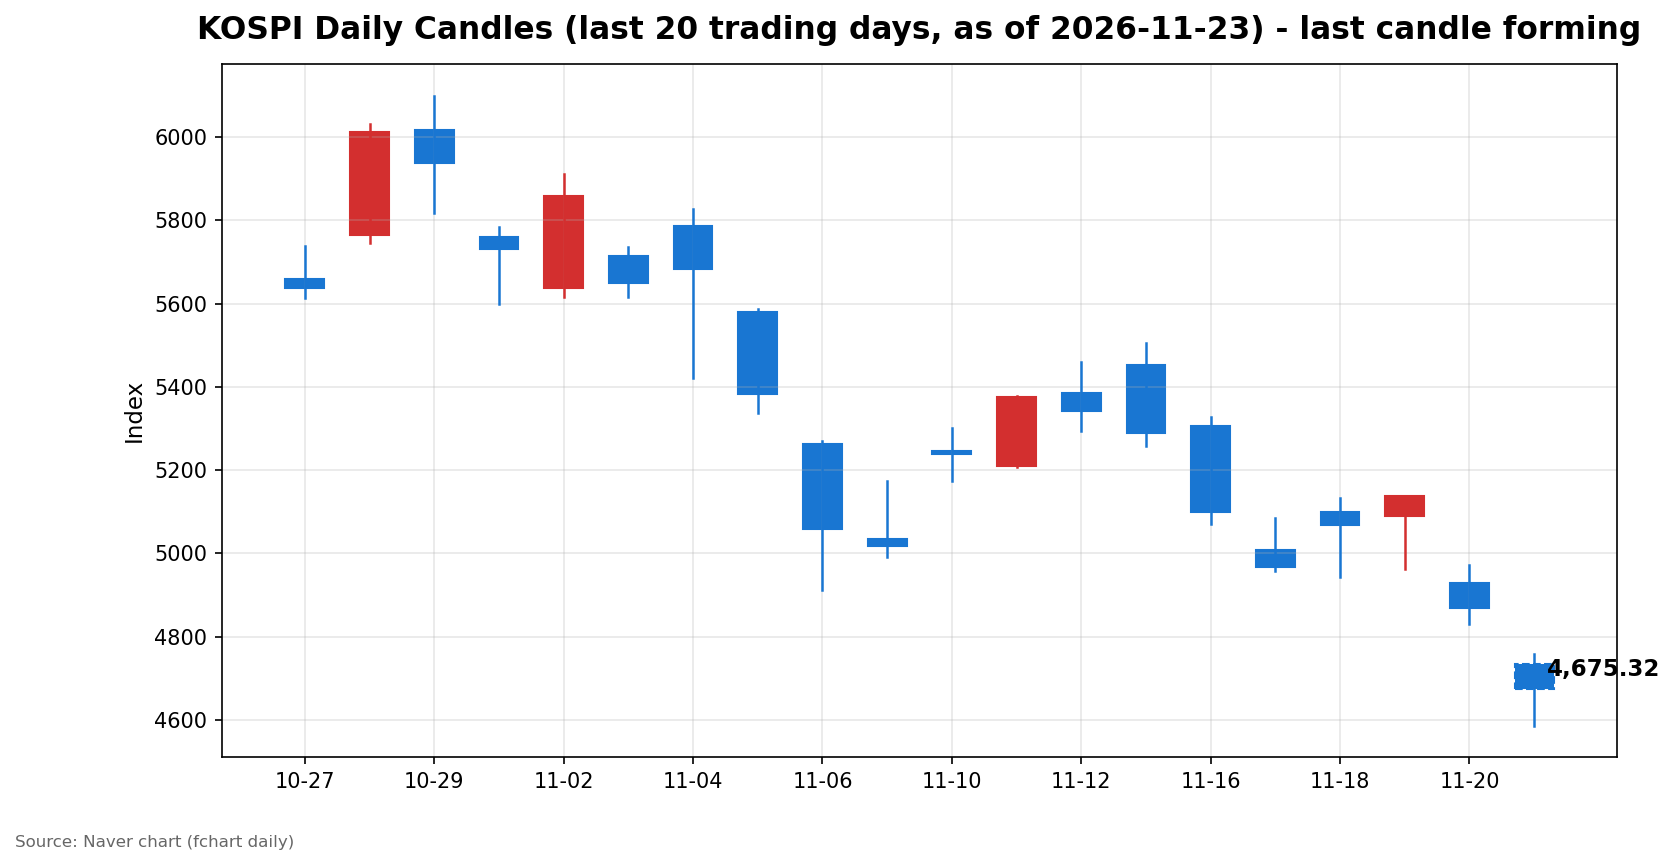 KOSPI Daily Candles (last 20 trading days, as of 2026-11-23) - last candle forming
Index
6000
5800
5600
5400
5200
5000
4800
4600
4,675.32
10-27 10-29 11-02 11-04 11-06 11-10 11-12 11-16 11-18 11-20
Source: Naver chart (fchart daily)